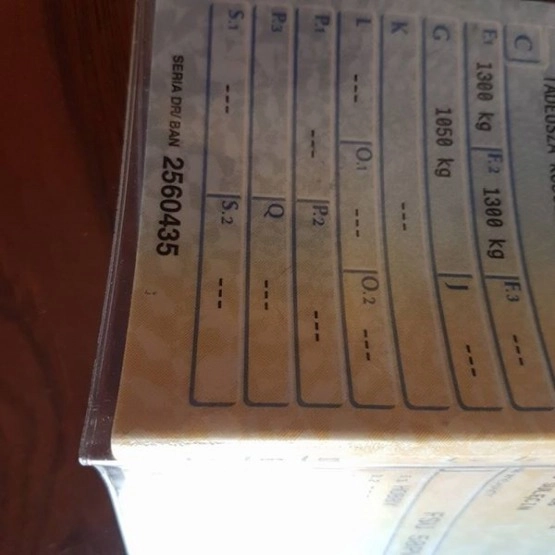 C
F.1 1300 kg F.2 1300 kg F.3 ---
G 1050 kg J ---
K ---
L --- O.1 --- O.2 ---
P.1 --- P.2 ---
P.3 Q ---
S.1 --- S.2 ---
SERIA DR/BAN 2560435